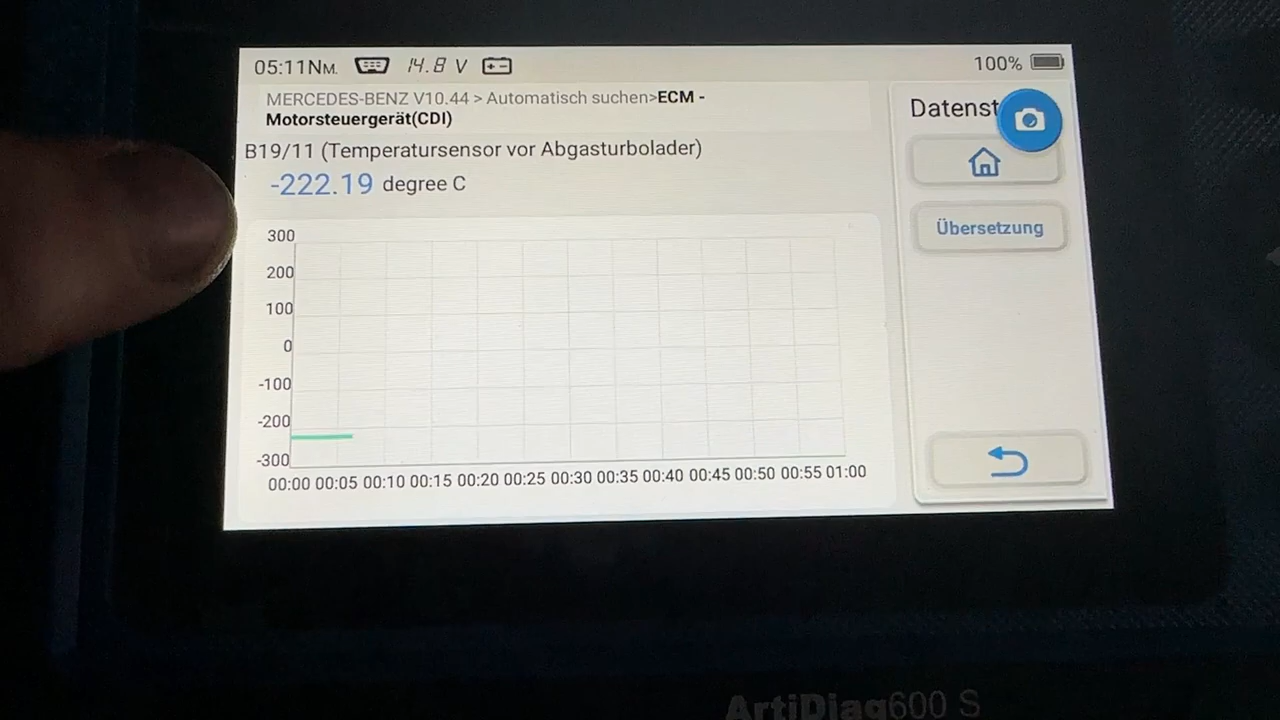 05:11NM. 14.8 V 100%
MERCEDES-BENZ V10.44 > Automatisch suchen>ECM -
Motorsteuergerät(CDI)
Datenst
B19/11 (Temperatursensor vor Abgasturbolader)
-222.19 degree C
Übersetzung
300
200
100
0
-100
-200
-300
00:00 00:05 00:10 00:15 00:20 00:25 00:30 00:35 00:40 00:45 00:50 00:55 01:00
ArtiDiag600 S